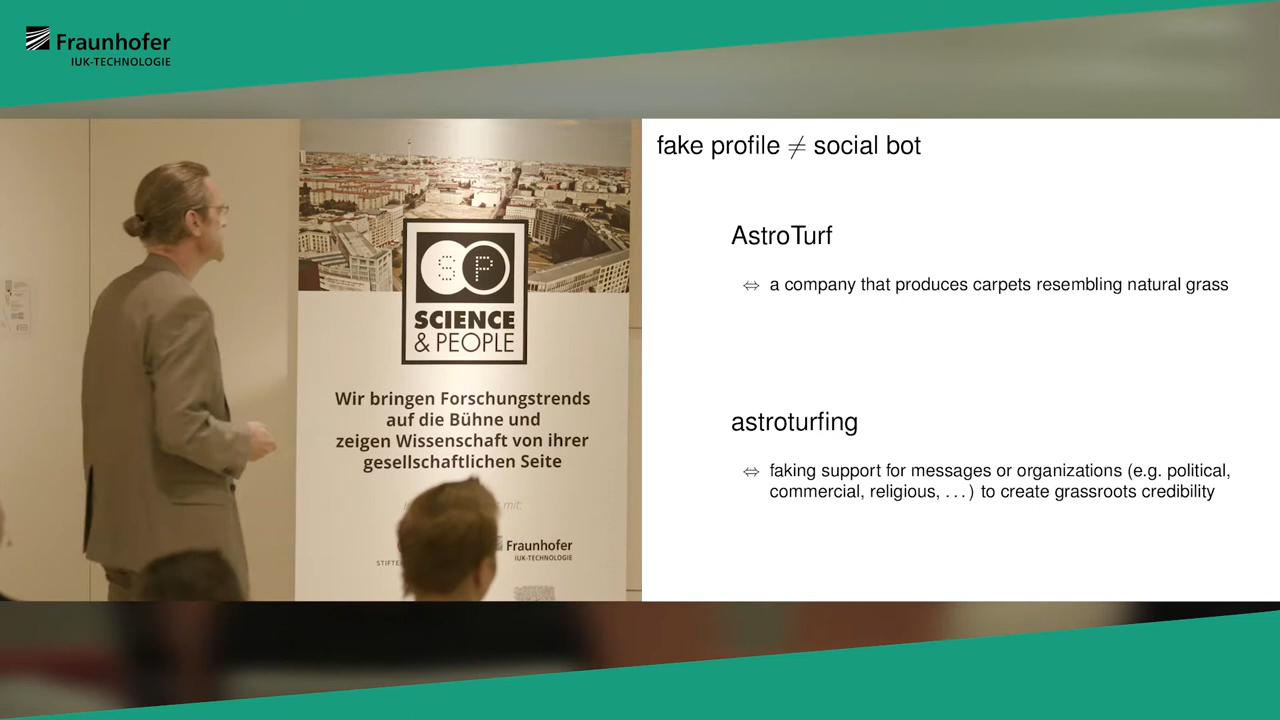 Fraunhofer
IUK-TECHNOLOGIE
SP
SCIENCE
& PEOPLE
Wir bringen Forschungstrends
auf die Bühne und
zeigen Wissenschaft von ihrer
gesellschaftlichen Seite
mit:
Fraunhofer
IUK-TECHNOLOGIE
fake profile ≠ social bot
AstroTurf
⇔ a company that produces carpets resembling natural grass
astroturfing
⇔ faking support for messages or organizations (e.g. political,
commercial, religious, ...) to create grassroots credibility